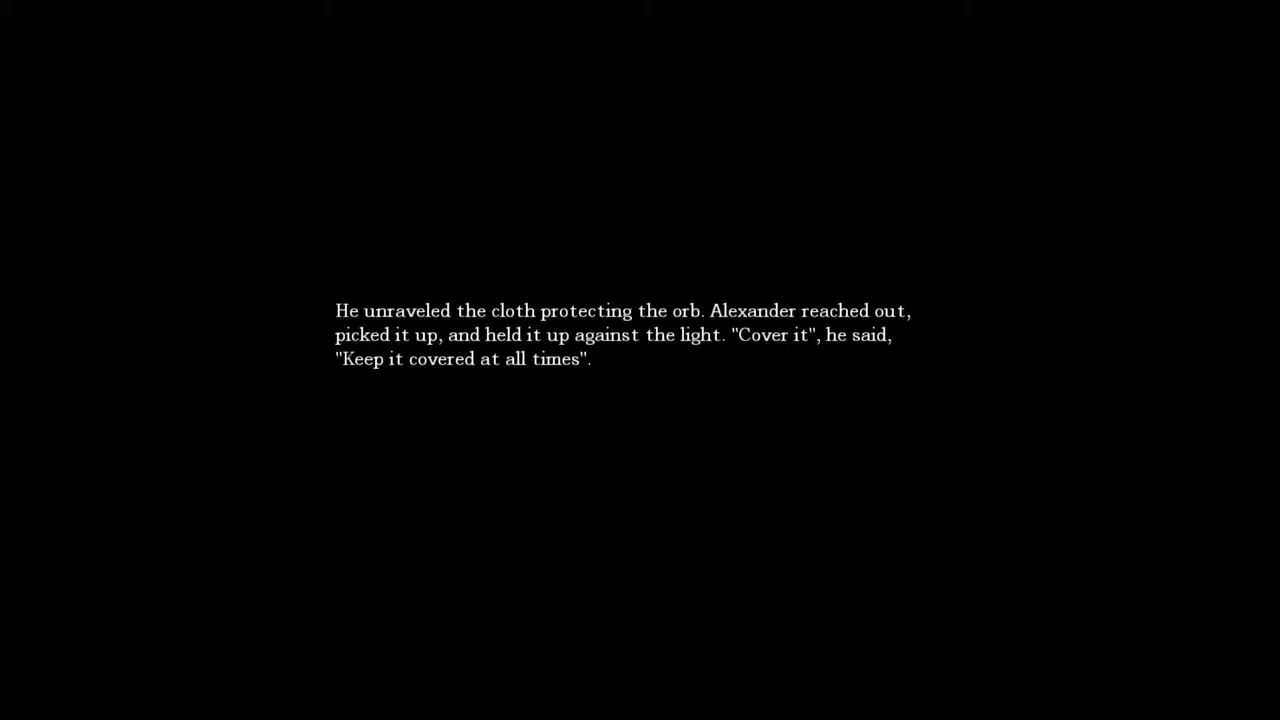 He unraveled the cloth protecting the orb. Alexander reached out,
picked it up, and held it up against the light. "Cover it", he said,
"Keep it covered at all times".